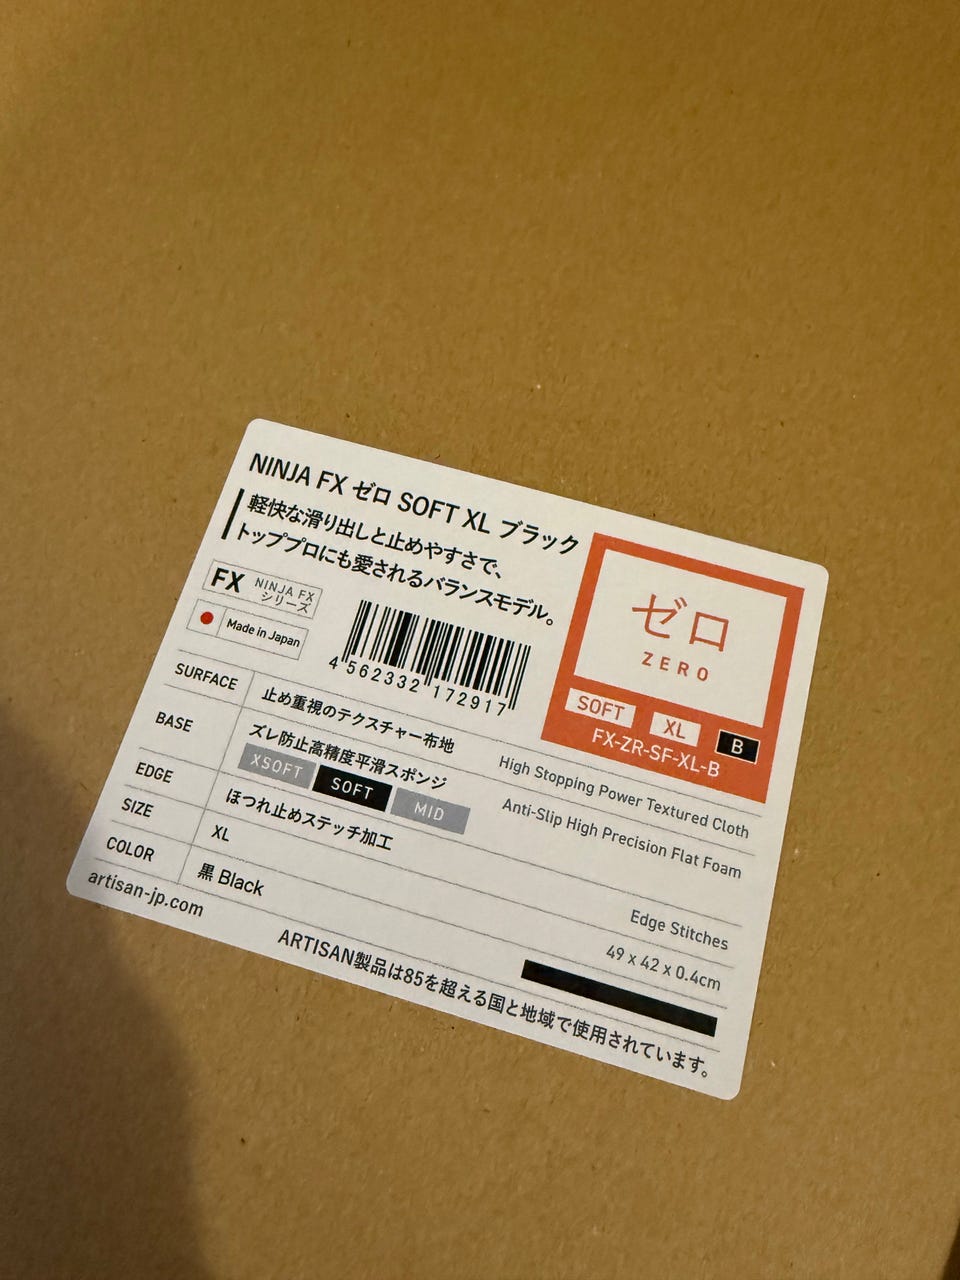 NINJA FX ゼロ SOFT XL ブラック
軽快な滑り出しと止めやすさで、
トッププロにも愛されるバランスモデル。
FX NINJA FX シリーズ
Made in Japan
4 562332 172917
ゼロ
ZERO
SOFT XL B
FX-ZR-SF-XL-B
SURFACE 止め重視のテクスチャー布地 High Stopping Power Textured Cloth
BASE ズレ防止高精度平滑スポンジ Anti-Slip High Precision Flat Foam
XSOFT SOFT MID
EDGE ほつれ止めステッチ加工 Edge Stitches
SIZE XL 49 x 42 x 0.4cm
COLOR 黒 Black
artisan-jp.com
ARTISAN製品は85を超える国と地域で使用されています。